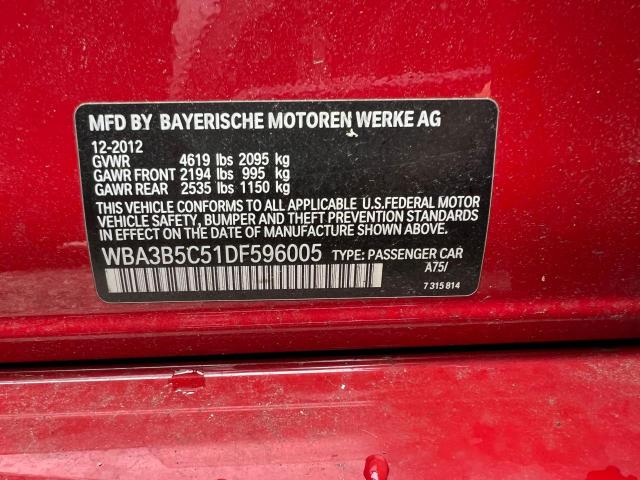 MFD BY BAYERISCHE MOTOREN WERKE AG
12-2012
GVWR 4619 lbs 2095 kg
GAWR FRONT 2194 lbs 995 kg
GAWR REAR 2535 lbs 1150 kg
THIS VEHICLE CONFORMS TO ALL APPLICABLE U.S.FEDERAL MOTOR
VEHICLE SAFETY, BUMPER AND THEFT PREVENTION STANDARDS
IN EFFECT ON THE DATE OF MANUFACTURE SHOWN ABOVE.
WBA3B5C51DF596005 TYPE: PASSENGER CAR
A75/
7 315 814